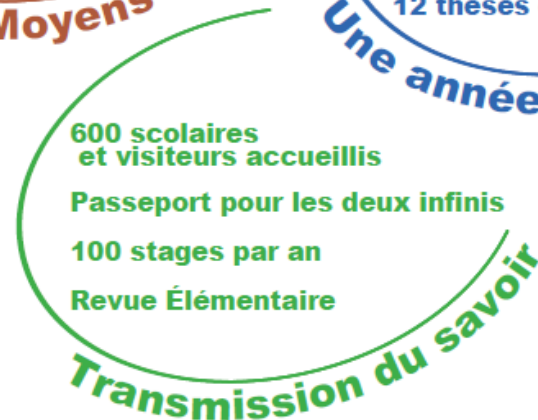 Moyens
12 thèses
Une année
600 scolaires
et visiteurs accueillis
Passeport pour les deux infinis
100 stages par an
Revue Élémentaire
Transmission du savoir